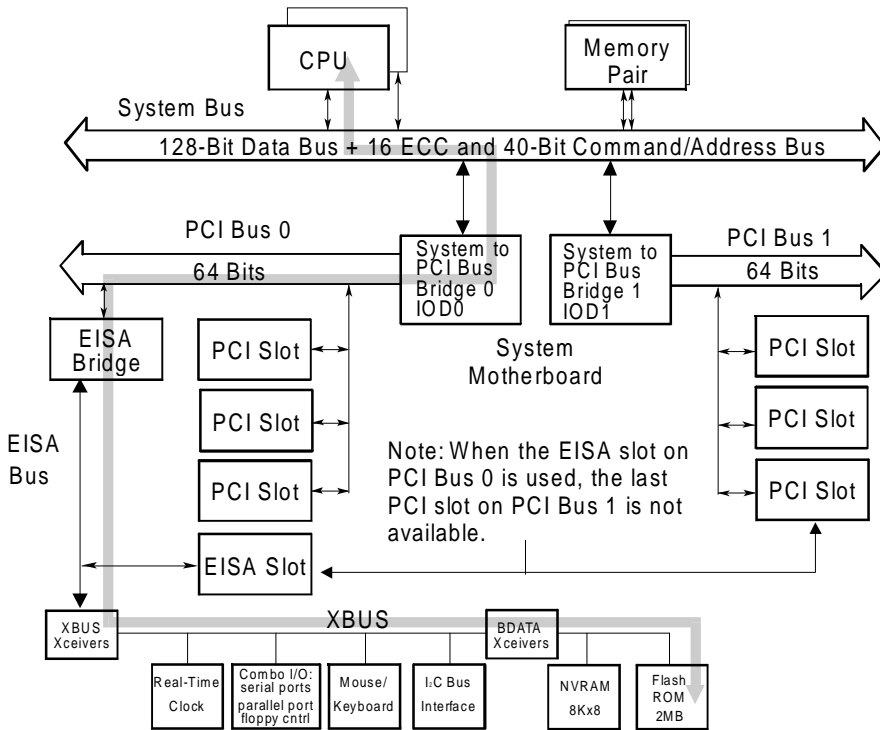 CPU
Memory
Pair
System Bus
128-Bit Data Bus + 16 ECC and 40-Bit Command/Address Bus
PCI Bus 0
64 Bits
System to
PCI Bus
Bridge 0
IOD0
System to
PCI Bus
Bridge 1
IOD1
PCI Bus 1
64 Bits
EISA
Bridge
PCI Slot
PCI Slot
PCI Slot
System
Motherboard
PCI Slot
PCI Slot
PCI Slot
EISA
Bus
Note: When the EISA slot on
PCI Bus 0 is used, the last
PCI slot on PCI Bus 1 is not
available.
EISA Slot
XBUS
XBUS
Xceivers
BDATA
Xceivers
Real-Time
Clock
Combo I/O:
serial ports
parallel port
floppy cntrl
Mouse/
Keyboard
I₂C Bus
Interface
NVRAM
8Kx8
Flash
ROM
2MB